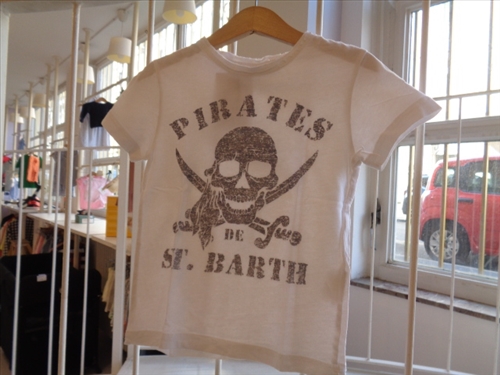 PIRATES
DE
ST. BARTH